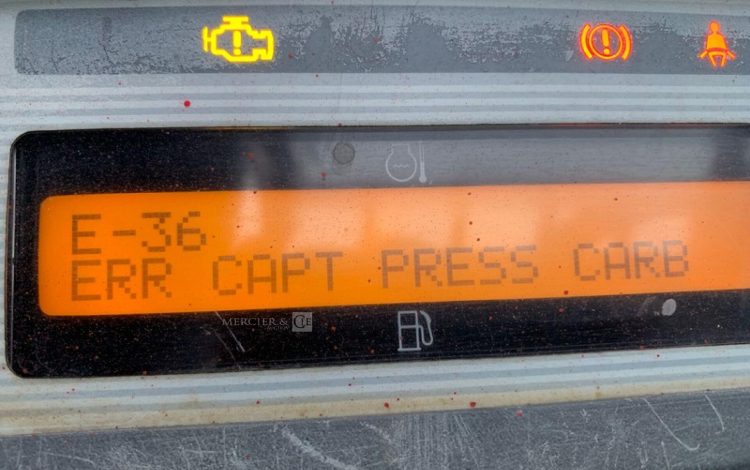 E-36
ERR CAPT PRESS CARB
MERCIER & CIE